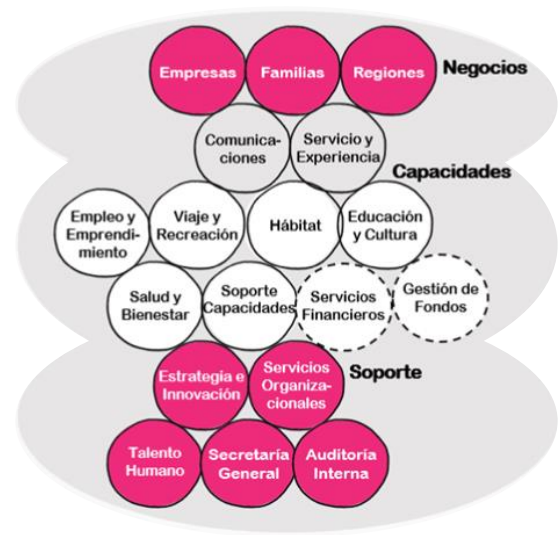 Empresas
Familias
Regiones
Negocios
Comunica-
ciones
Servicio y
Experiencia
Capacidades
Empleo y
Emprendi-
miento
Viaje y
Recreación
Hábitat
Educación
y Cultura
Salud y
Bienestar
Soporte
Capacidades
Servicios
Financieros
Gestión de
Fondos
Estrategia e
Innovación
Servicios
Organiza-
cionales
Soporte
Talento
Humano
Secretaría
General
Auditoría
Interna